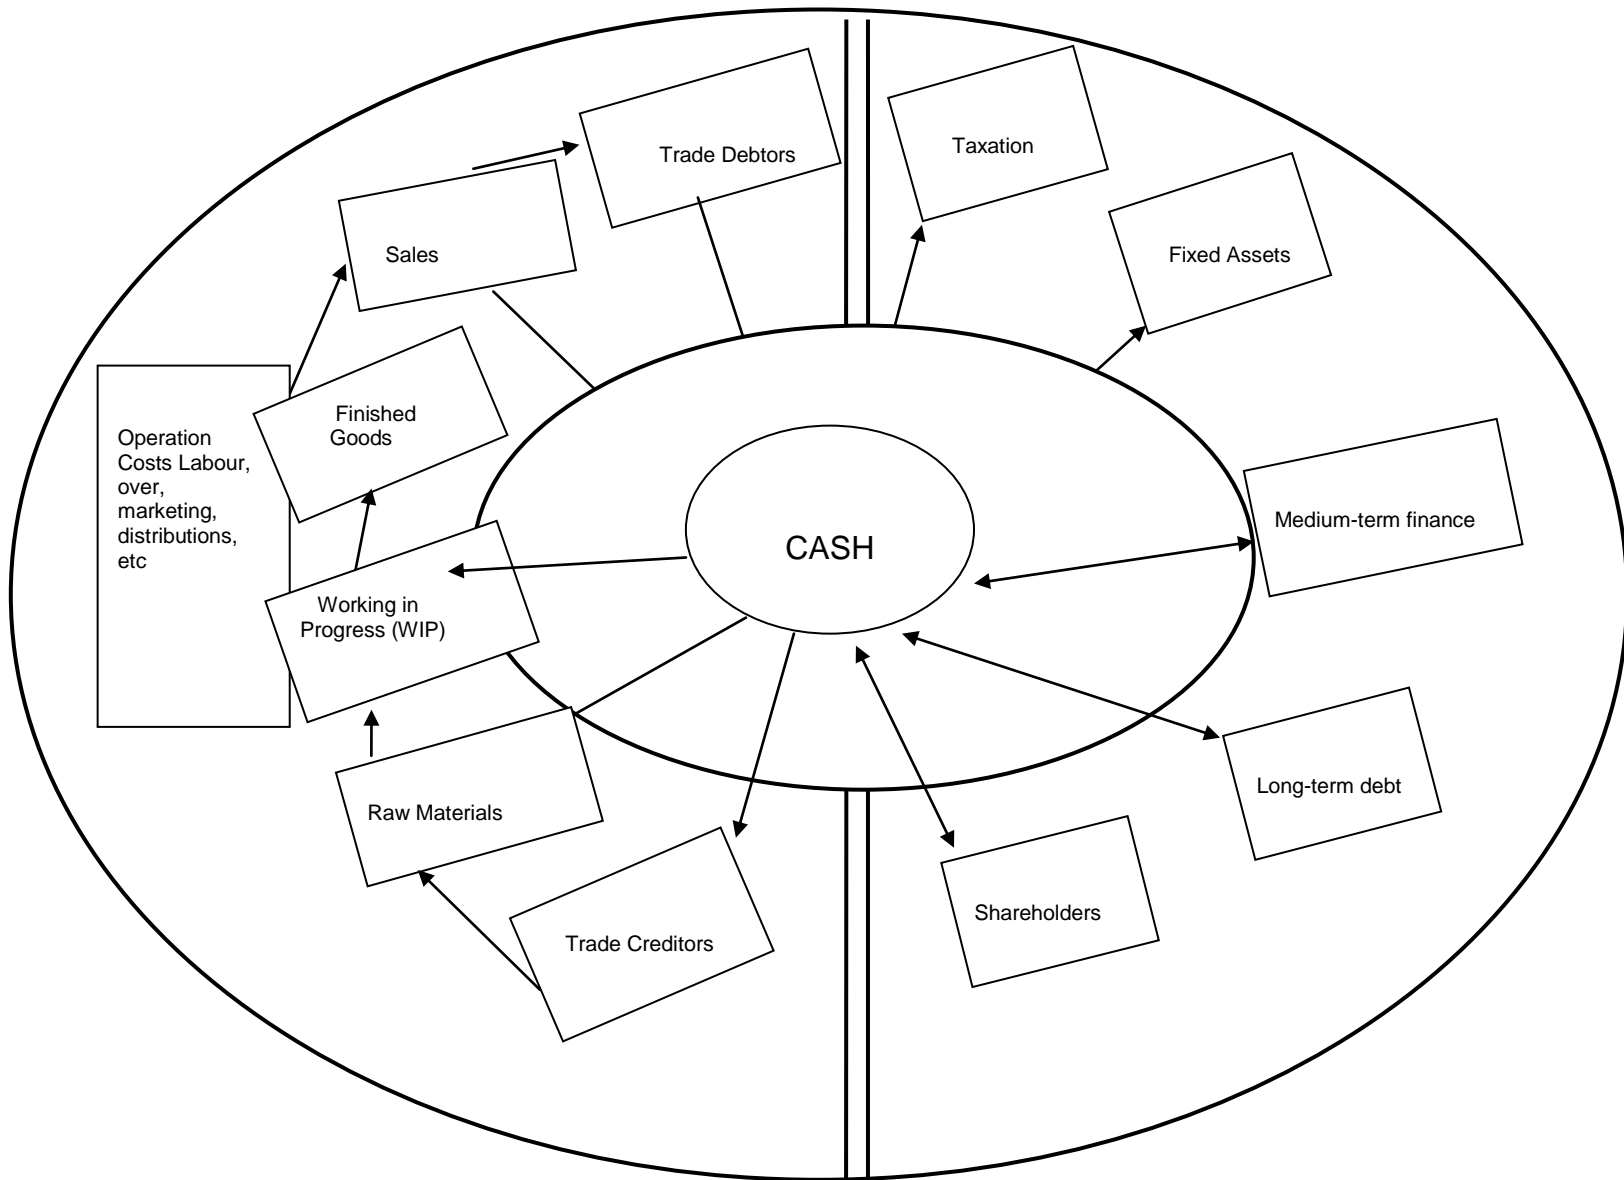 Trade Debtors
Taxation
Sales
Fixed Assets
Finished
Goods
Operation
Costs Labour,
over,
marketing,
distributions,
etc
Medium-term finance
CASH
Working in
Progress (WIP)
Long-term debt
Raw Materials
Shareholders
Trade Creditors